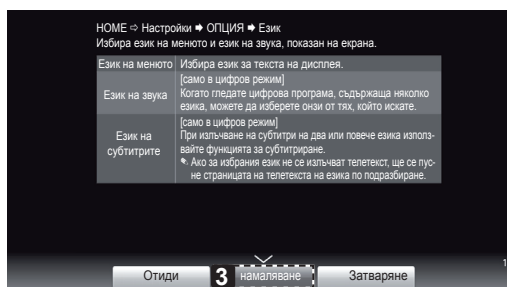 HOME ⇨ Настройки ➡ ОПЦИЯ ➡ Език
Избира език на менюто и език на звука, показан на екрана.
Език на менюто Избира език за текста на дисплея.
Език на звука
[само в цифров режим]
Когато гледате цифрова програма, съдържаща няколко
езика, можете да изберете онзи от тях, който искате.
Език на
субтитрите
[само в цифров режим]
При излъчване на субтитри на два или повече езика използ-
вайте функцията за субтитриране.
Ако за избрания език не се излъчват телетекст, ще се пус-
не страницата на телетекста на езика по подразбиране.
1
Отиди 3 намаляване Затваряне